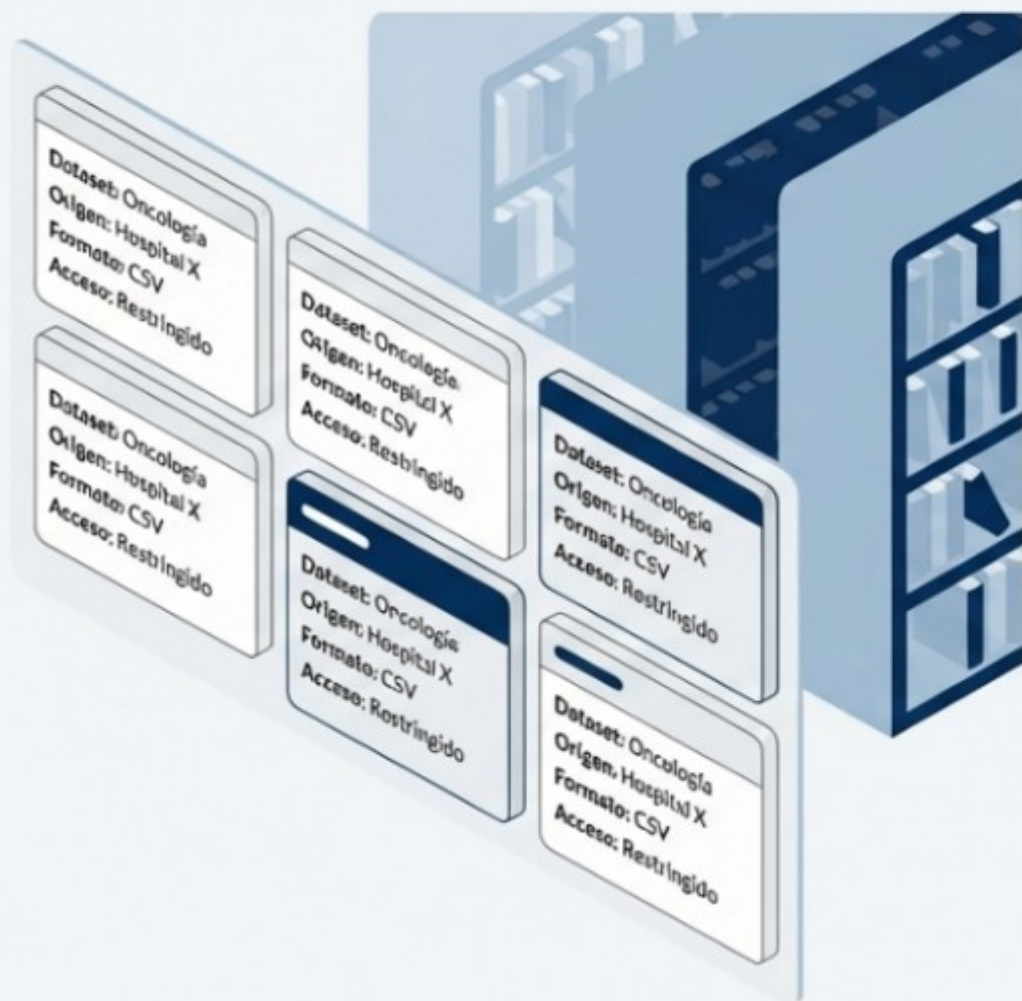 Dataset: Oncología
Origen: Hospital X
Formato: CSV
Acceso: Restringido
Dataset: Oncología
Origen: Hospital X
Formato: CSV
Acceso: Restringido
Dataset: Oncología
Origen: Hospital X
Formato: CSV
Acceso: Restringido
Dataset: Oncología
Origen: Hospital X
Formato: CSV
Acceso: Restringido
Dataset: Oncología
Origen: Hospital X
Formato: CSV
Acceso: Restringido
Dataset: Oncología
Origen: Hospital X
Formato: CSV
Acceso: Restringido